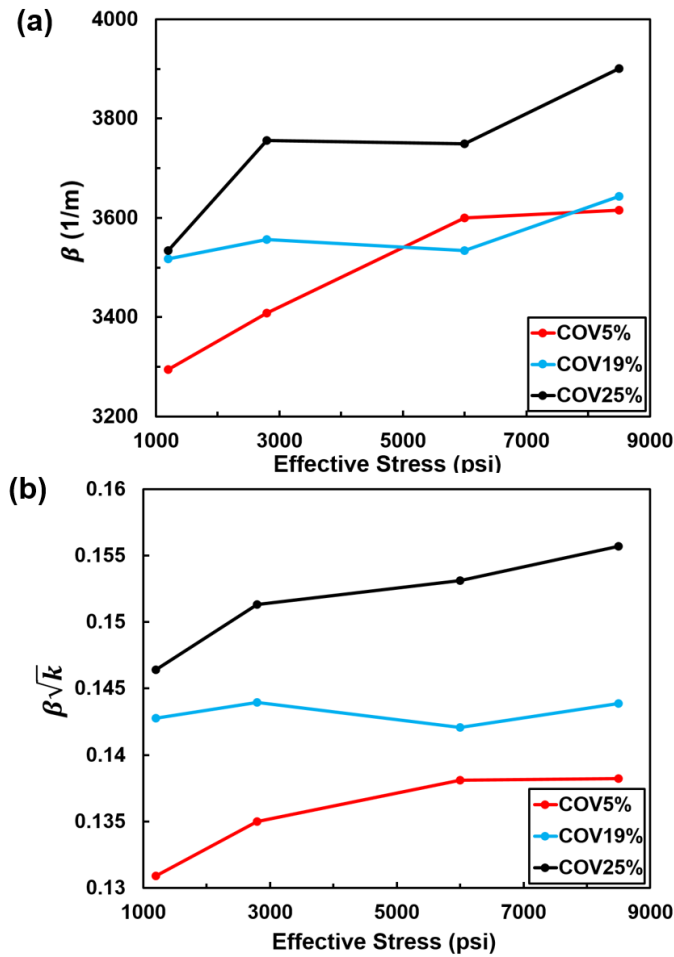 (a)
4000
3800
3600
3400
3200
β (1/m)
COV5%
COV19%
COV25%
1000 3000 5000 7000 9000
Effective Stress (psi)
(b)
0.16
0.155
0.15
0.145
0.14
0.135
0.13
β√k
COV5%
COV19%
COV25%
1000 3000 5000 7000 9000
Effective Stress (psi)